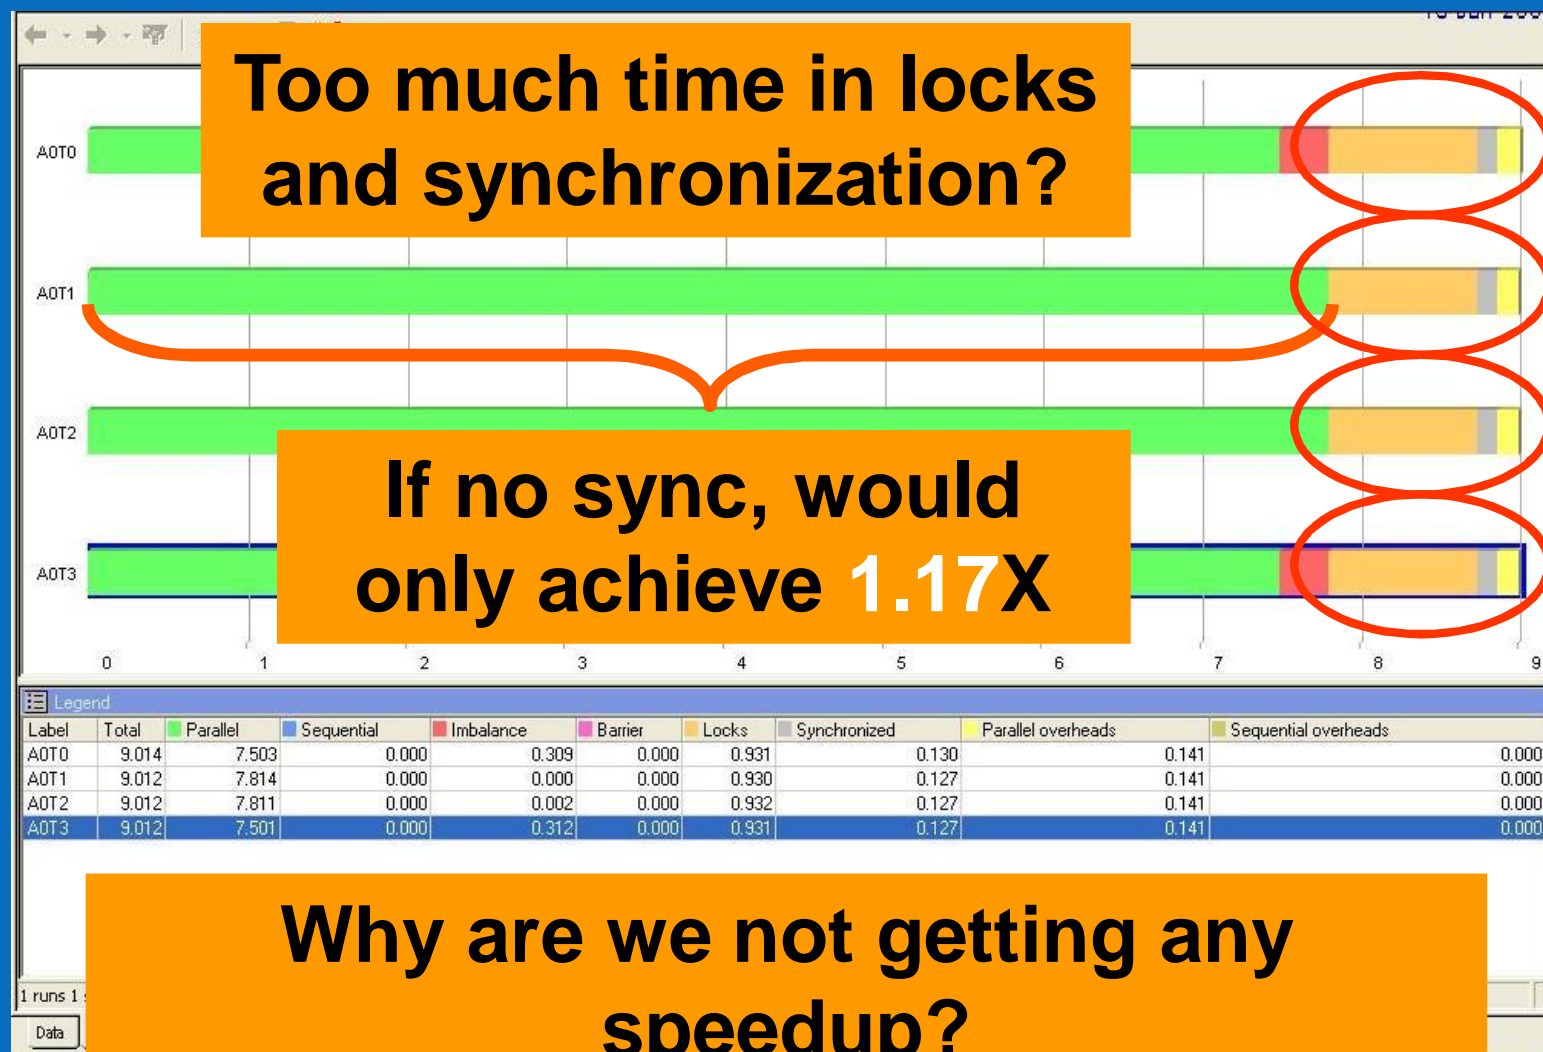 Too much time in locks
and synchronization?
A0T0
A0T1
A0T2
If no sync, would
only achieve 1.17X
A0T3
0 1 2 3 4 5 6 7 8 9
Legend
Label Total Parallel Sequential Imbalance Barrier Locks Synchronized Parallel overheads Sequential overheads
A0T0 9.014 7.503 0.000 0.309 0.000 0.931 0.130 0.141 0.000
A0T1 9.012 7.814 0.000 0.000 0.000 0.930 0.127 0.141 0.000
A0T2 9.012 7.811 0.000 0.002 0.000 0.932 0.127 0.141 0.000
A0T3 9.012 7.501 0.000 0.312 0.000 0.931 0.127 0.141 0.000
Why are we not getting any
speedup?
1 runs 1
Data